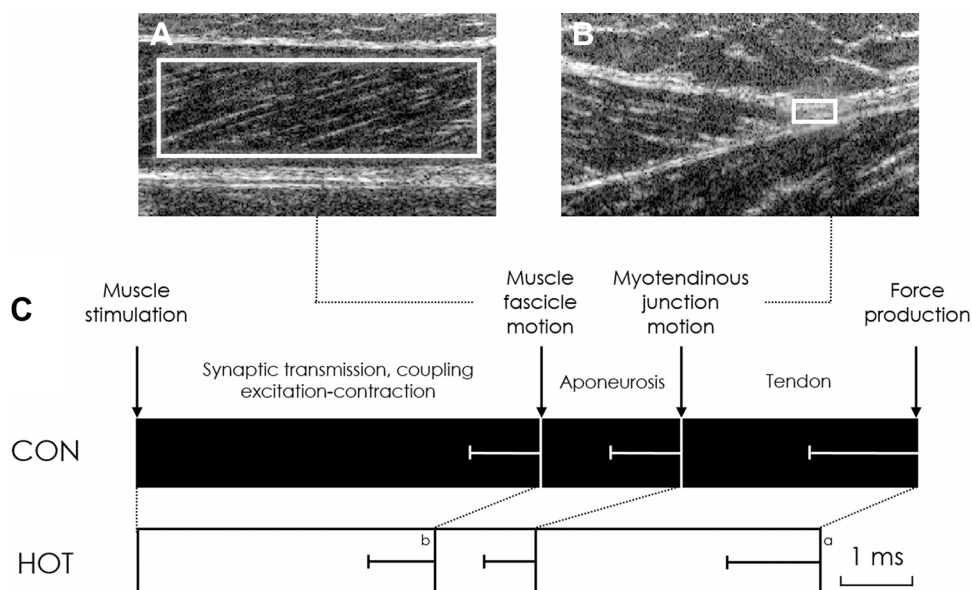 A
B
C
Muscle
stimulation
Muscle
fascicle
motion
Myotendinous
junction
motion
Force
production
Synaptic transmission, coupling
excitation-contraction
Aponeurosis
Tendon
CON
HOT
b
a
1 ms